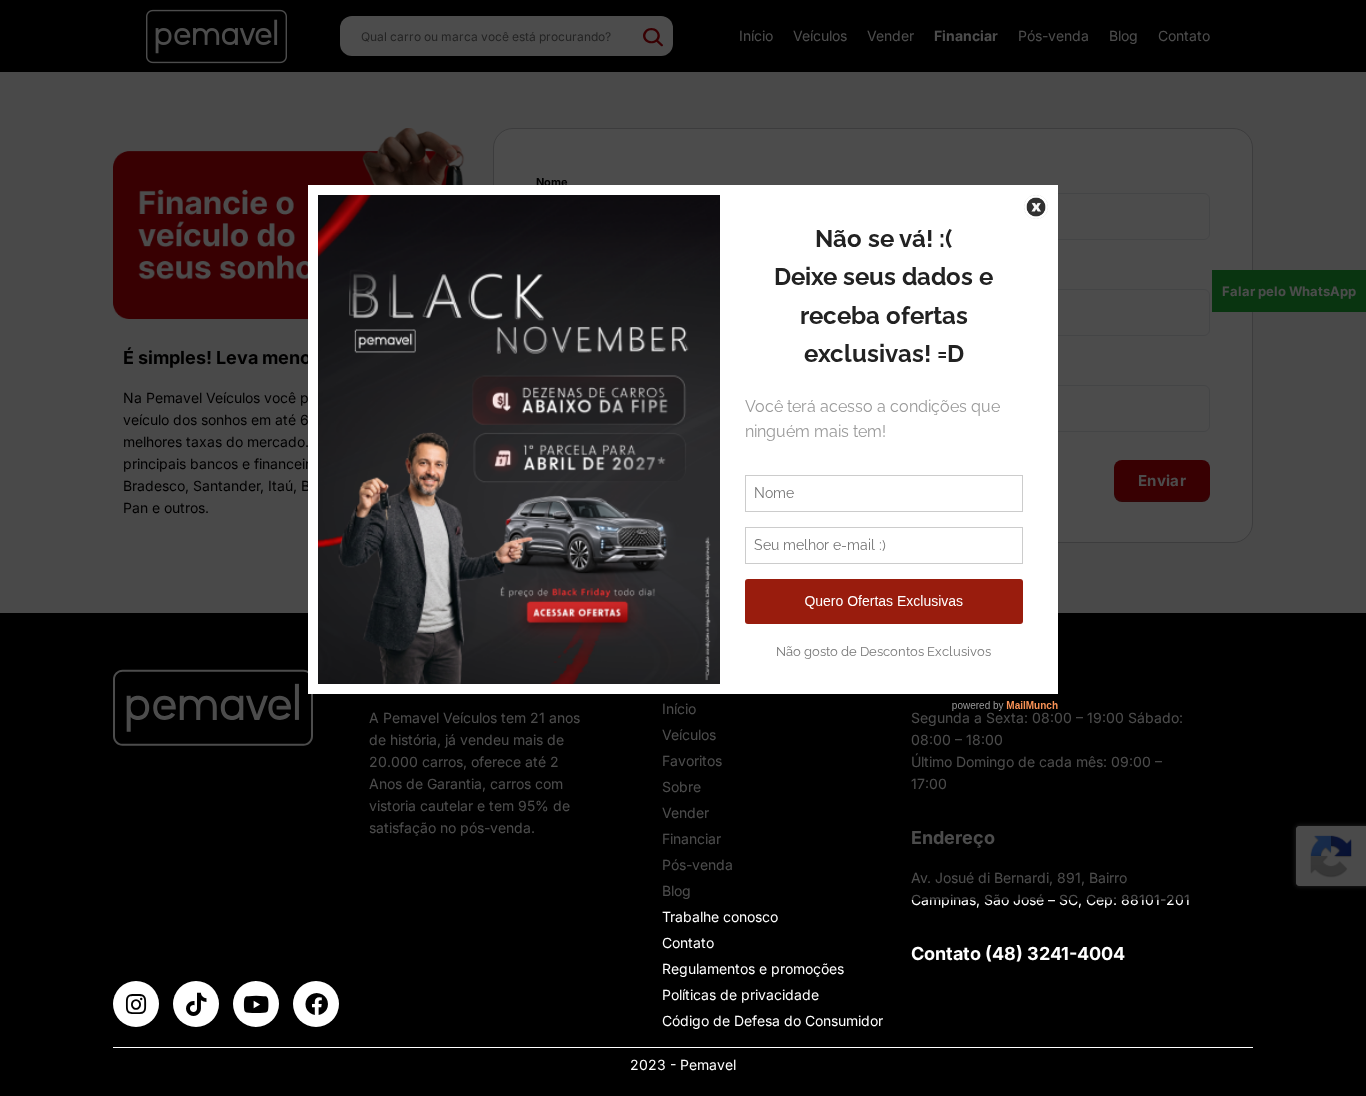 pemavel
Qual carro ou marca você está procurando?
Início
Veículos
Vender
Financiar
Pós-venda
Blog
Contato
Financie o
veículo do
seus sonho
Nome
Falar pelo WhatsApp
É simples! Leva meno
Na Pemavel Veículos você p
veículo dos sonhos em até 6
melhores taxas do mercado.
principais bancos e financeir
Bradesco, Santander, Itaú, B
Pan e outros.
Enviar
BLACK
NOVEMBER
pemavel
DEZENAS DE CARROS
ABAIXO DA FIPE
1ª PARCELA PARA
ABRIL DE 2027*
É preço de Black Friday todo dia!
ACESSAR OFERTAS
Não se vá! :(
Deixe seus dados e
receba ofertas
exclusivas! =D
Você terá acesso a condições que
ninguém mais tem!
Nome
Seu melhor e-mail :)
Quero Ofertas Exclusivas
Não gosto de Descontos Exclusivos
powered by MailMunch
pemavel
A Pemavel Veículos tem 21 anos
de história, já vendeu mais de
20.000 carros, oferece até 2
Anos de Garantia, carros com
vistoria cautelar e tem 95% de
satisfação no pós-venda.
Início
Veículos
Favoritos
Sobre
Vender
Financiar
Pós-venda
Blog
Trabalhe conosco
Contato
Regulamentos e promoções
Políticas de privacidade
Código de Defesa do Consumidor
Segunda a Sexta: 08:00 – 19:00 Sábado:
08:00 – 18:00
Último Domingo de cada mês: 09:00 –
17:00
Endereço
Av. Josué di Bernardi, 891, Bairro
Campinas, São José – SC, Cep: 88101-201
Contato (48) 3241-4004
2023 - Pemavel